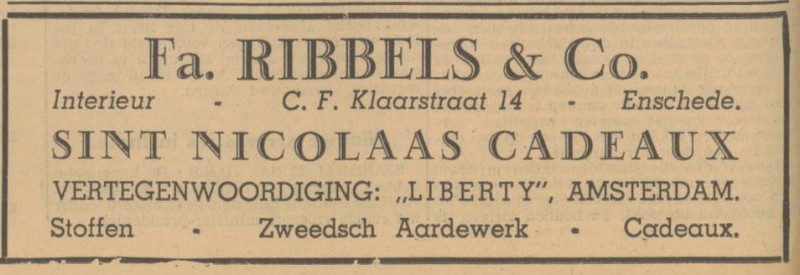 Fa. RIBBELS & Co.
Interieur - C. F. Klaarstraat 14 - Enschede.
SINT NICOLAAS CADEAUX
VERTEGENWOORDIGING: „LIBERTY”, AMSTERDAM.
Stoffen - Zweedsch Aardewerk - Cadeaux.